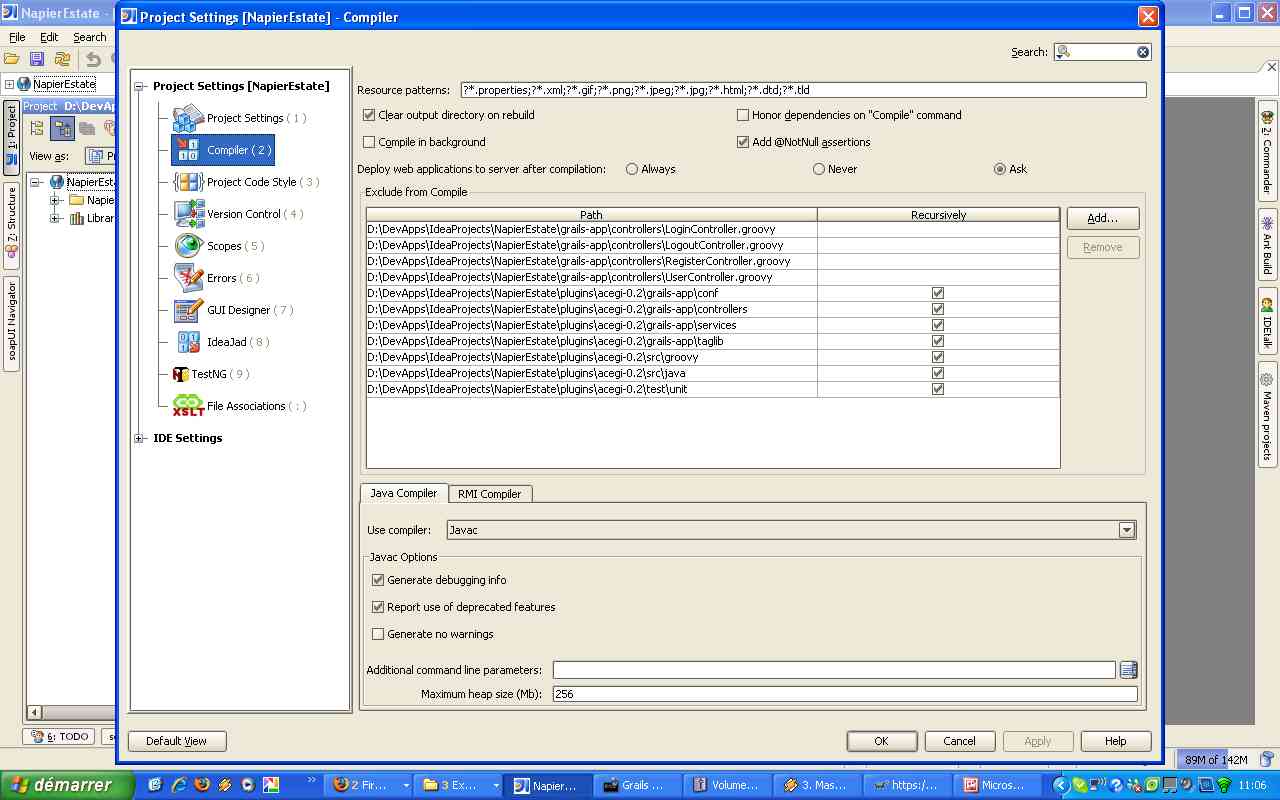 NapierEstate
Project Settings [NapierEstate] - Compiler
File Edit Search
Search:
NapierEstate
Project D:\DevAp
View as:
NapierEsta
Napie
Librar
1: Project
7: Structure
soapUI Navigator
Project Settings [NapierEstate]
Project Settings ( 1 )
Compiler ( 2 )
Project Code Style ( 3 )
Version Control ( 4 )
Scopes ( 5 )
Errors ( 6 )
GUI Designer ( 7 )
IdeaJad ( 8 )
TestNG ( 9 )
XSLT File Associations ( : )
IDE Settings
Resource patterns: ?*.properties;?*.xml;?*.gif;?*.png;?*.jpeg;?*.jpg;?*.html;?*.dtd;?*.tld
Clear output directory on rebuild
Honor dependencies on "Compile" command
Compile in background
Add @NotNull assertions
Deploy web applications to server after compilation: Always Never Ask
Exclude from Compile
Path Recursively
D:\DevApps\IdeaProjects\NapierEstate\grails-app\controllers\LoginController.groovy
D:\DevApps\IdeaProjects\NapierEstate\grails-app\controllers\LogoutController.groovy
D:\DevApps\IdeaProjects\NapierEstate\grails-app\controllers\RegisterController.groovy
D:\DevApps\IdeaProjects\NapierEstate\grails-app\controllers\UserController.groovy
D:\DevApps\IdeaProjects\NapierEstate\plugins\acegi-0.2\grails-app\conf
D:\DevApps\IdeaProjects\NapierEstate\plugins\acegi-0.2\grails-app\controllers
D:\DevApps\IdeaProjects\NapierEstate\plugins\acegi-0.2\grails-app\services
D:\DevApps\IdeaProjects\NapierEstate\plugins\acegi-0.2\grails-app\taglib
D:\DevApps\IdeaProjects\NapierEstate\plugins\acegi-0.2\src\groovy
D:\DevApps\IdeaProjects\NapierEstate\plugins\acegi-0.2\src\java
D:\DevApps\IdeaProjects\NapierEstate\plugins\acegi-0.2\test\unit
Add...
Remove
Java Compiler
RMI Compiler
Use compiler: Javac
Javac Options
Generate debugging info
Report use of deprecated features
Generate no warnings
Additional command line parameters:
Maximum heap size (Mb): 256
Default View
OK Cancel Apply Help
Commander
Ant Build
IDEtalk
Maven projects
6: TODO
89M of 142M
démarrer
2 Fir...
3 Ex...
Napier...
Grails ...
Volume...
3. Mas...
https:/...
Micros...
11:06